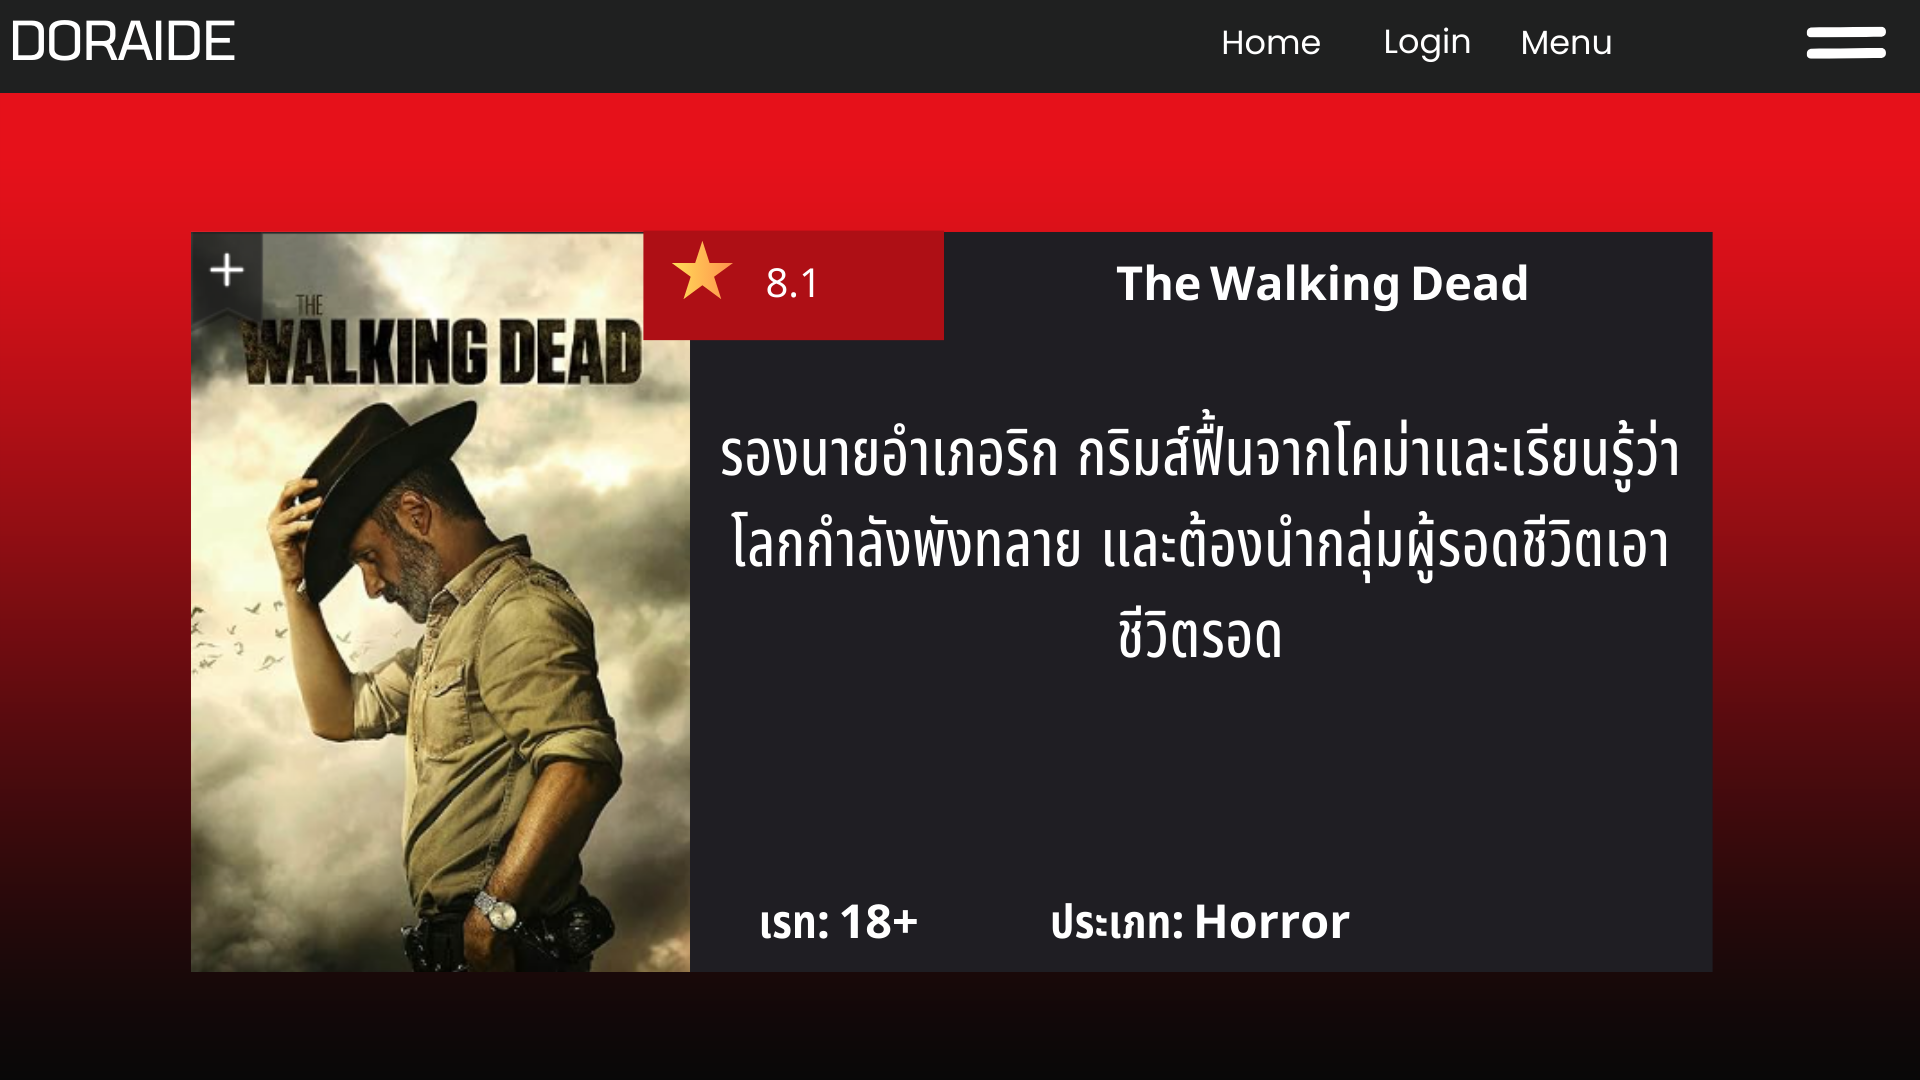 DORAIDE
Home Login Menu
THE
WALKING DEAD
8.1
The Walking Dead
รองนายอำเภอริก กริมส์ฟื้นจากโคม่าและเรียนรู้ว่า
โลกกำลังพังทลาย และต้องนำกลุ่มผู้รอดชีวิตเอา
ชีวิตรอด
เรท: 18+
ประเภท: Horror